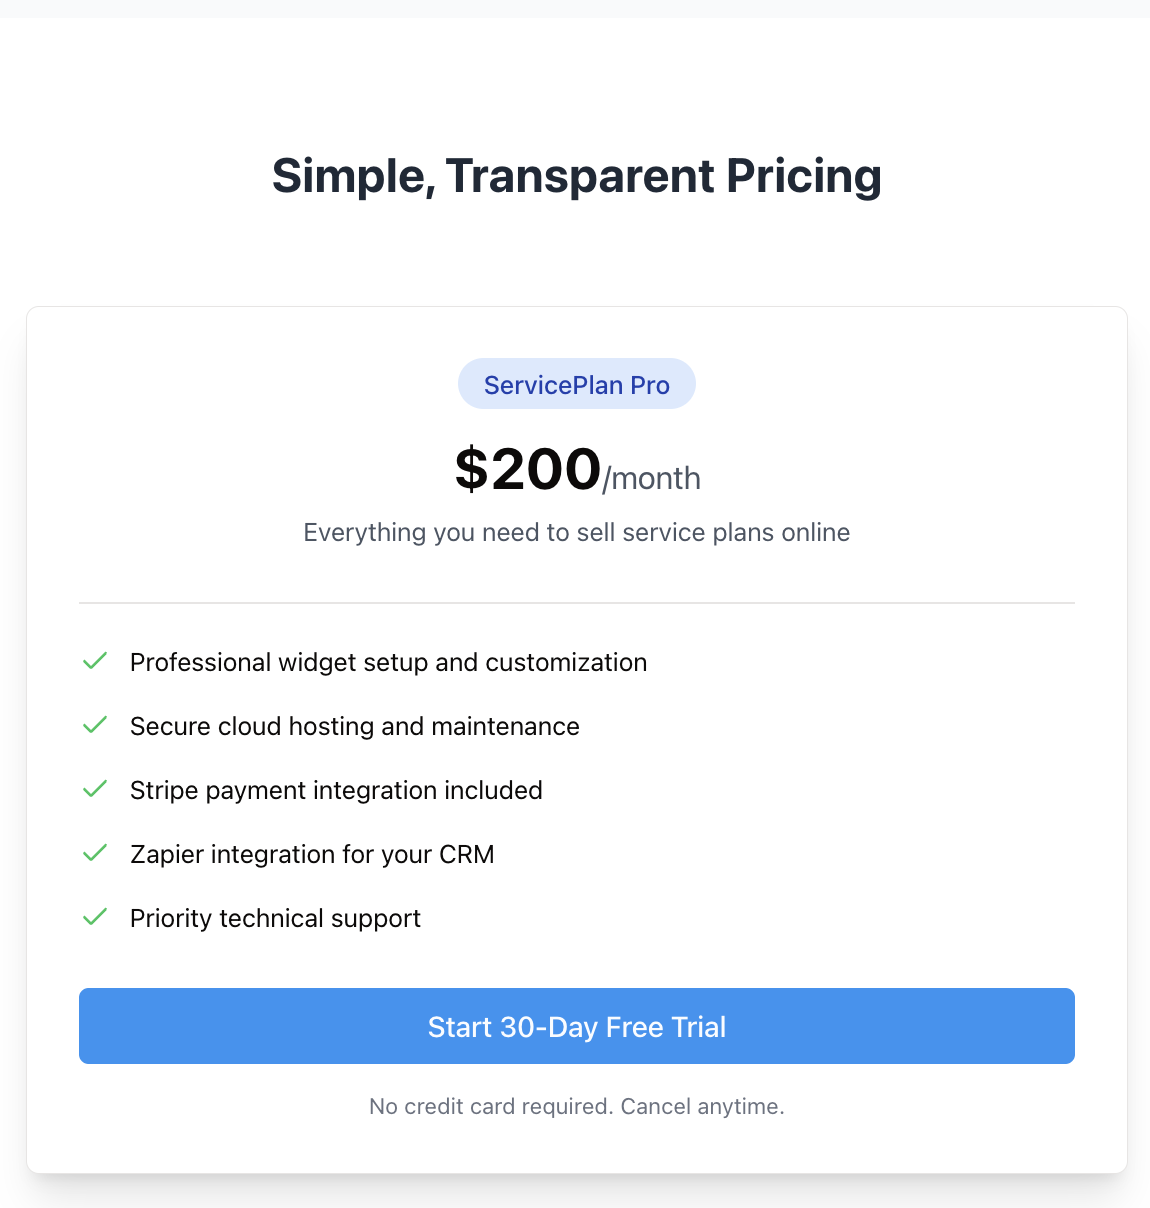 Simple, Transparent Pricing
ServicePlan Pro
$200/month
Everything you need to sell service plans online
Professional widget setup and customization
Secure cloud hosting and maintenance
Stripe payment integration included
Zapier integration for your CRM
Priority technical support
Start 30-Day Free Trial
No credit card required. Cancel anytime.